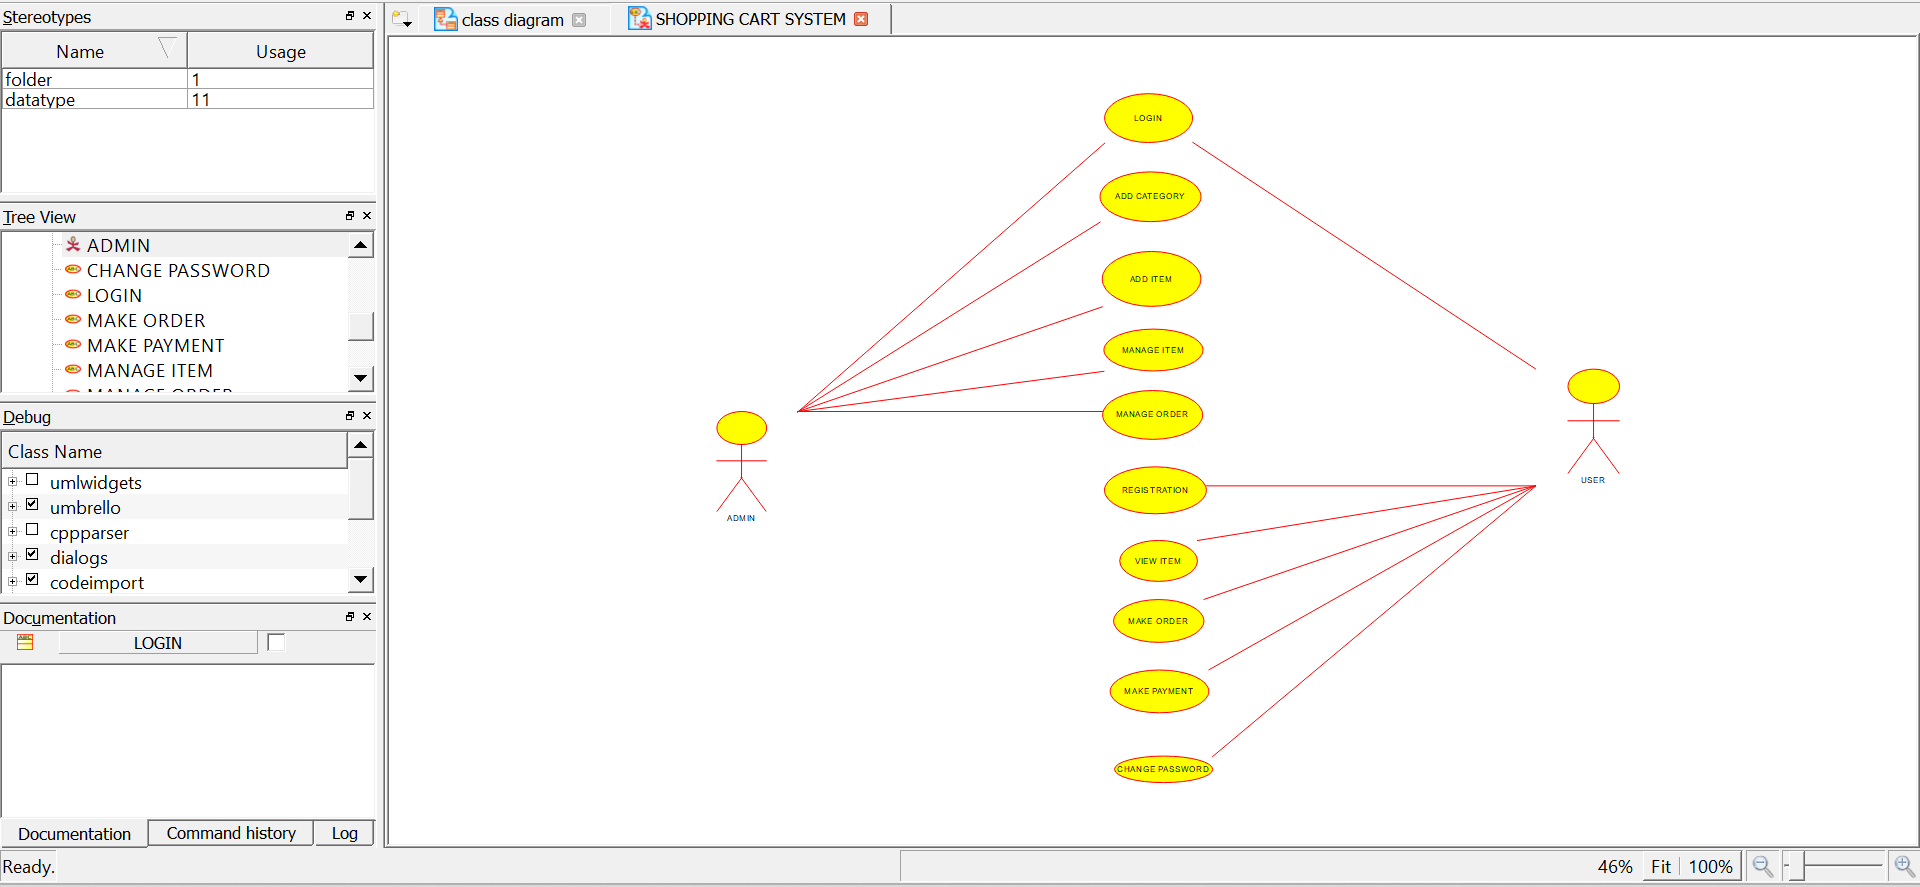 Stereotypes
Name Usage
folder 1
datatype 11
Tree View
ADMIN
CHANGE PASSWORD
LOGIN
MAKE ORDER
MAKE PAYMENT
MANAGE ITEM
MANAGE ORDER
Debug
Class Name
umlwidgets
umbrello
cppparser
dialogs
codeimport
Documentation
LOGIN
Documentation Command history Log
Ready.
class diagram SHOPPING CART SYSTEM
LOGIN
ADD CATEGORY
ADD ITEM
MANAGE ITEM
MANAGE ORDER
REGISTRATION
VIEW ITEM
MAKE ORDER
MAKE PAYMENT
CHANGE PASSWORD
ADMIN
USER
46% Fit 100%